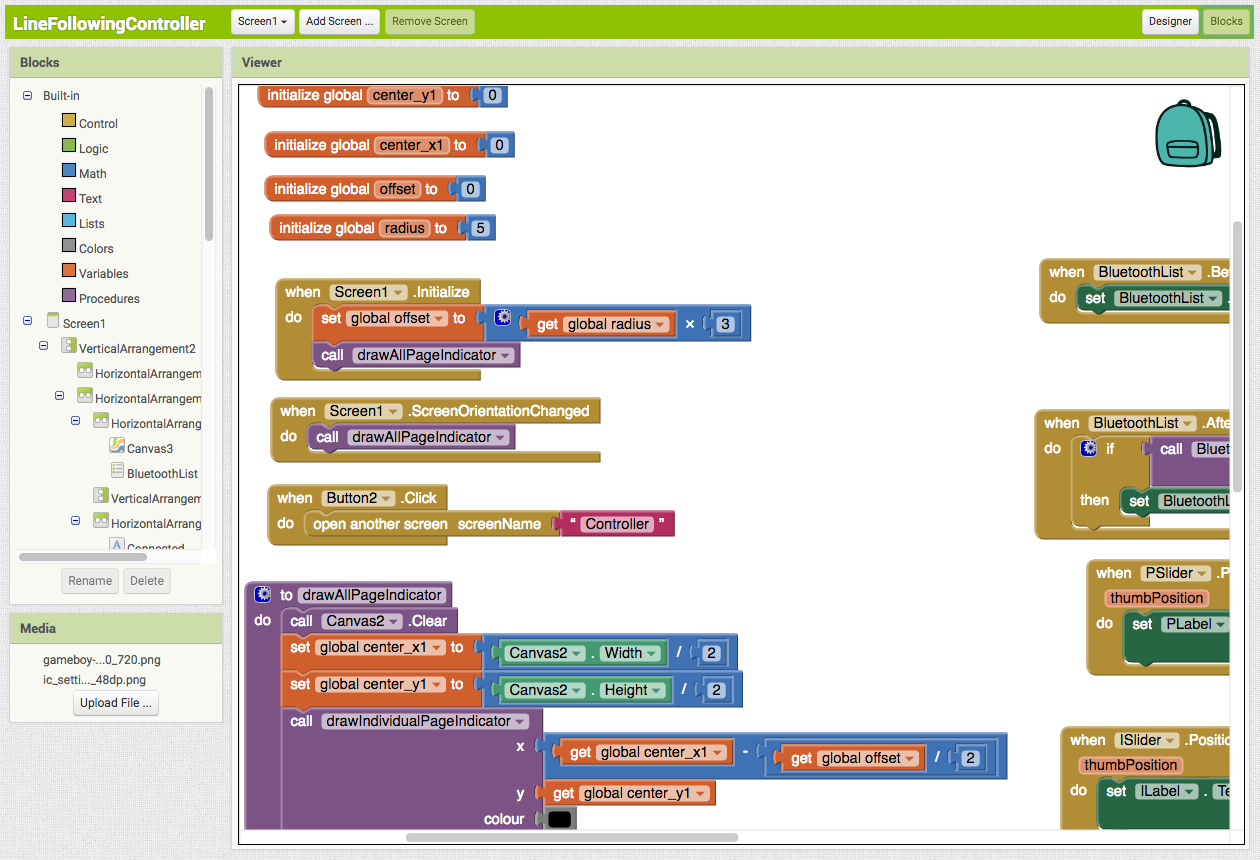 LineFollowingController Screen1 Add Screen ... Remove Screen Designer Blocks
Blocks
Built-in
Control
Logic
Math
Text
Lists
Colors
Variables
Procedures
Screen1
VerticalArrangement2
HorizontalArrangem
HorizontalArrangem
HorizontalArrang
Canvas3
BluetoothList
VerticalArrangem
HorizontalArrang
Connected
Rename Delete
Media
gameboy-...0_720.png
ic_setti..._48dp.png
Upload File ...
Viewer
initialize global center_y1 to 0
initialize global center_x1 to 0
initialize global offset to 0
initialize global radius to 5
when Screen1 .Initialize
do set global offset to get global radius × 3
call drawAllPageIndicator
when Screen1 .ScreenOrientationChanged
do call drawAllPageIndicator
when Button2 .Click
do open another screen screenName “ Controller ”
to drawAllPageIndicator
do call Canvas2 .Clear
set global center_x1 to Canvas2 . Width / 2
set global center_y1 to Canvas2 . Height / 2
call drawIndividualPageIndicator
x get global center_x1 - get global offset / 2
y get global center_y1
colour
when BluetoothList .Be
do set BluetoothList .
when BluetoothList .Afte
do if call Bluet
then set BluetoothL
when PSlider .P
thumbPosition
do set PLabel
when ISlider .Positio
thumbPosition
do set ILabel . Te